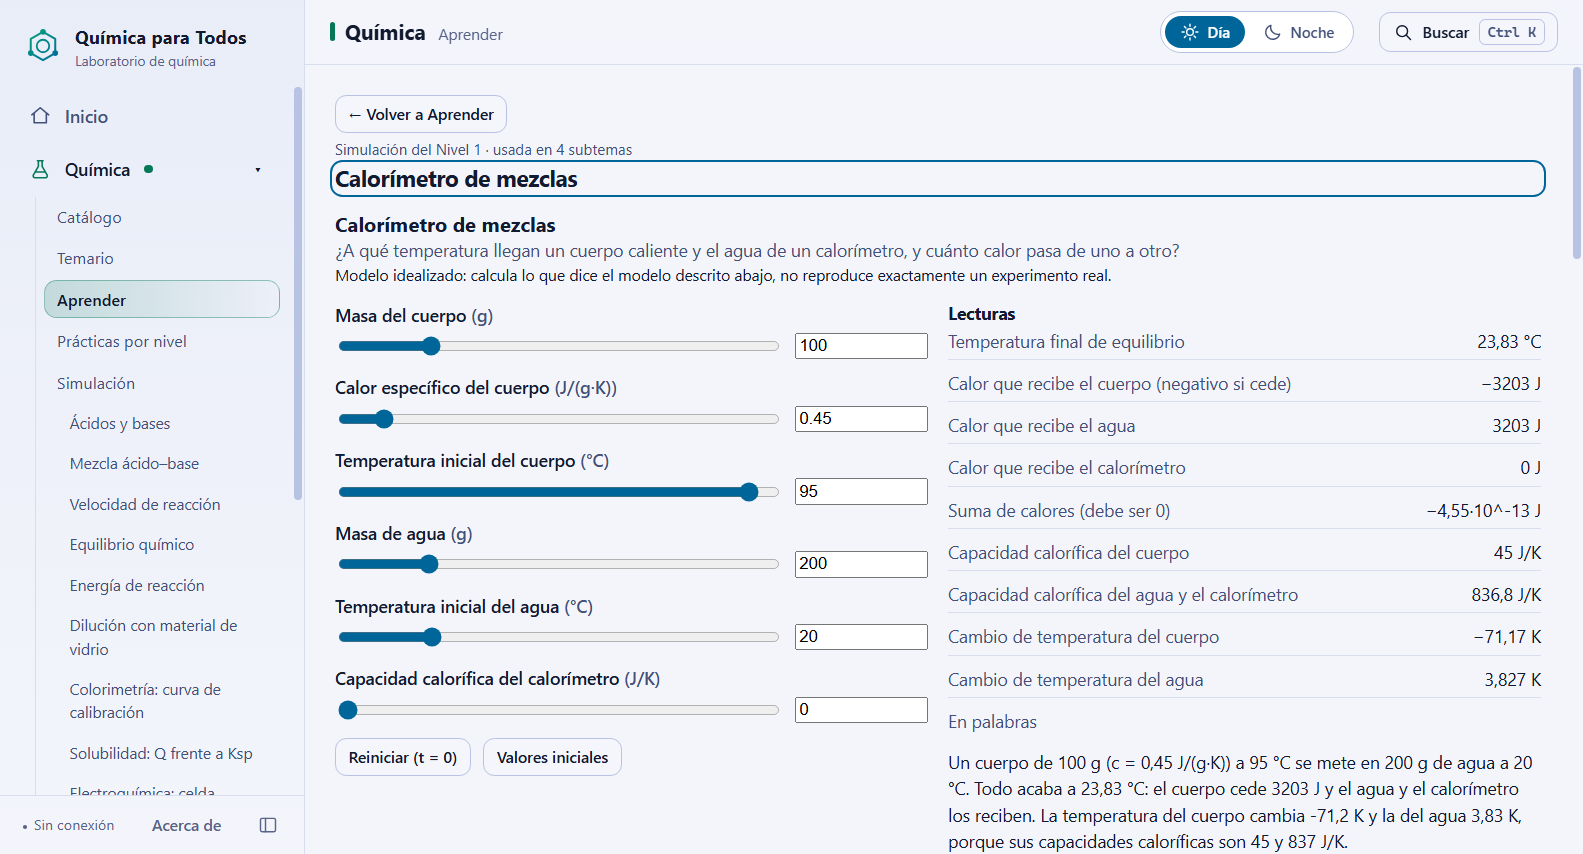 Química para Todos
Laboratorio de química
Inicio
Química
Catálogo
Temario
Aprender
Prácticas por nivel
Simulación
Ácidos y bases
Mezcla ácido–base
Velocidad de reacción
Equilibrio químico
Energía de reacción
Dilución con material de
vidrio
Colorimetría: curva de
calibración
Solubilidad: Q frente a Ksp
Electroquímica: celda
Sin conexión
Acerca de
Química Aprender
Día
Noche
Buscar Ctrl K
← Volver a Aprender
Simulación del Nivel 1 · usada en 4 subtemas
Calorímetro de mezclas
Calorímetro de mezclas
¿A qué temperatura llegan un cuerpo caliente y el agua de un calorímetro, y cuánto calor pasa de uno a otro?
Modelo idealizado: calcula lo que dice el modelo descrito abajo, no reproduce exactamente un experimento real.
Masa del cuerpo (g)
100
Calor específico del cuerpo (J/(g·K))
0.45
Temperatura inicial del cuerpo (°C)
95
Masa de agua (g)
200
Temperatura inicial del agua (°C)
20
Capacidad calorífica del calorímetro (J/K)
0
Reiniciar (t = 0)
Valores iniciales
Lecturas
Temperatura final de equilibrio 23,83 °C
Calor que recibe el cuerpo (negativo si cede) −3203 J
Calor que recibe el agua 3203 J
Calor que recibe el calorímetro 0 J
Suma de calores (debe ser 0) −4,55·10^-13 J
Capacidad calorífica del cuerpo 45 J/K
Capacidad calorífica del agua y el calorímetro 836,8 J/K
Cambio de temperatura del cuerpo −71,17 K
Cambio de temperatura del agua 3,827 K
En palabras
Un cuerpo de 100 g (c = 0,45 J/(g·K)) a 95 °C se mete en 200 g de agua a 20
°C. Todo acaba a 23,83 °C: el cuerpo cede 3203 J y el agua y el calorímetro
los reciben. La temperatura del cuerpo cambia -71,2 K y la del agua 3,83 K,
porque sus capacidades caloríficas son 45 y 837 J/K.